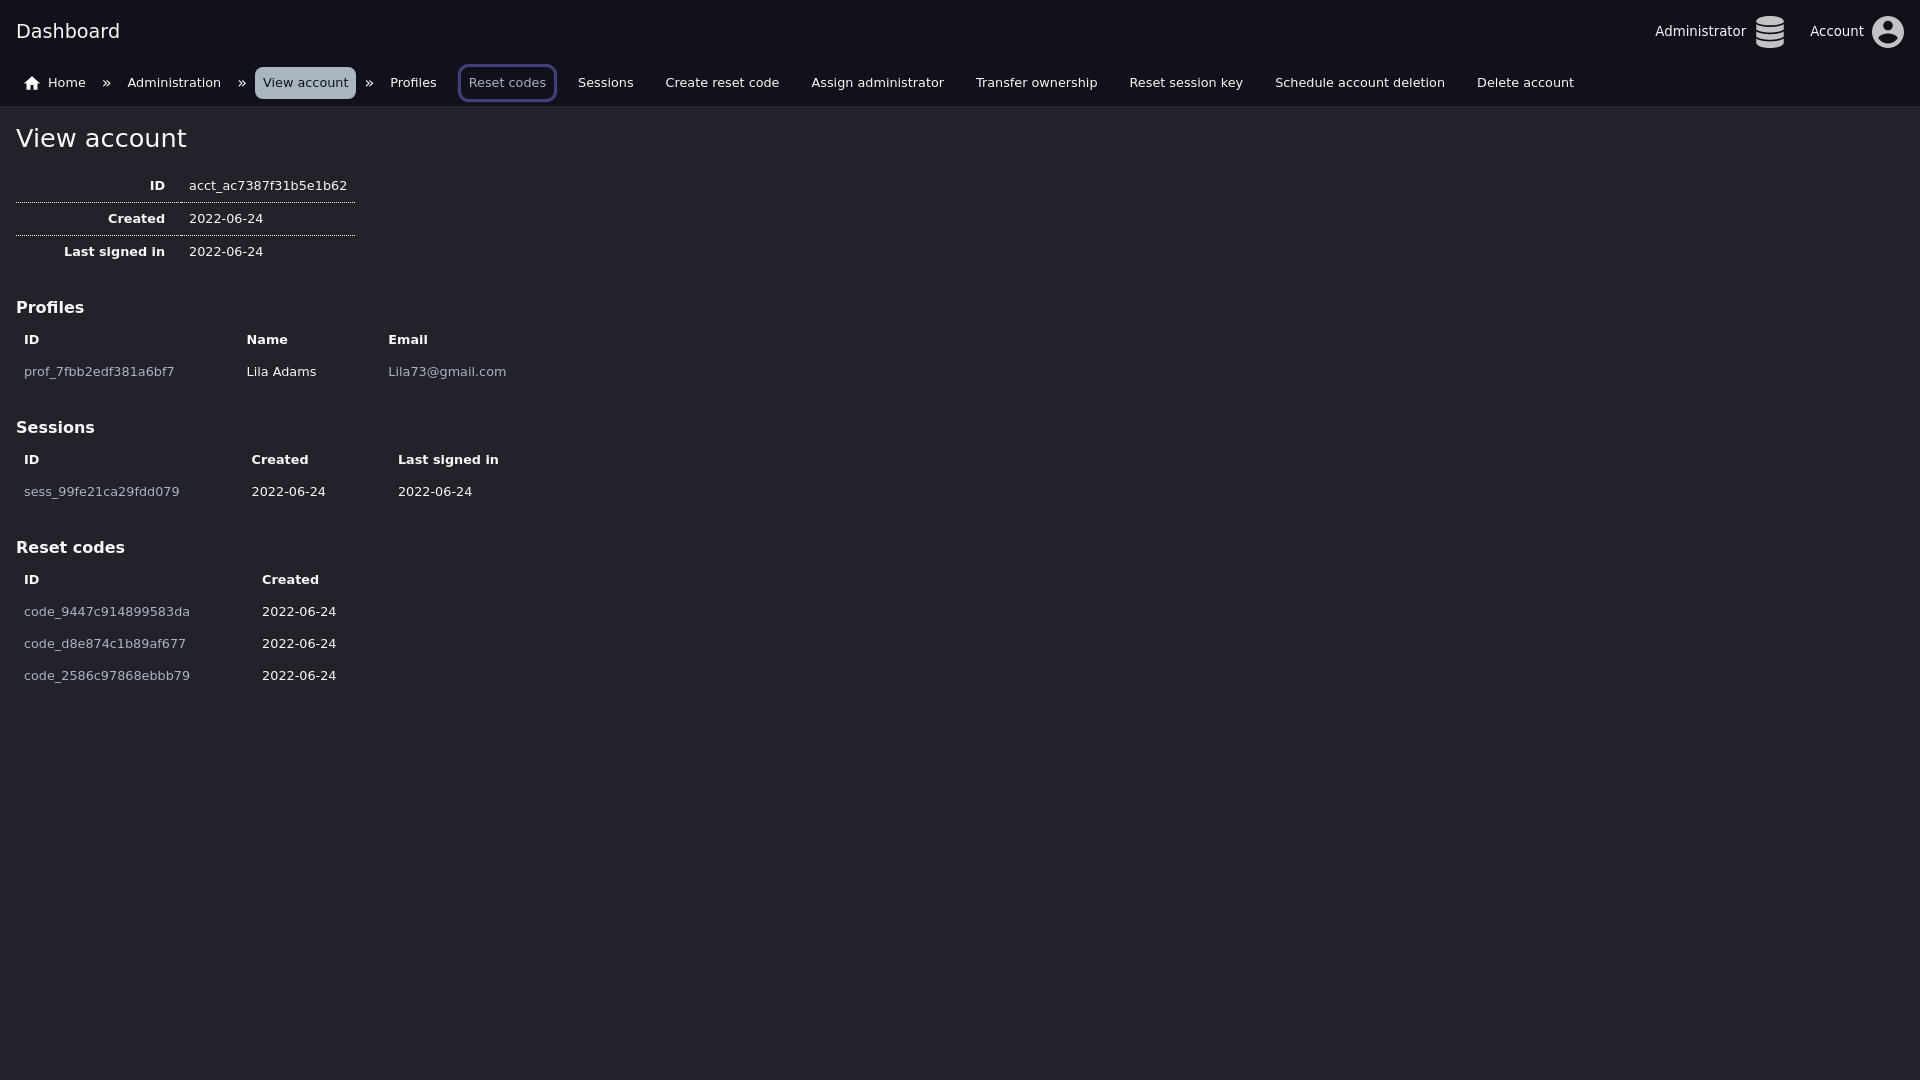 Dashboard
Administrator Account
Home » Administration » View account » Profiles Reset codes Sessions Create reset code Assign administrator Transfer ownership Reset session key Schedule account deletion Delete account
View account
ID acct_ac7387f31b5e1b62
Created 2022-06-24
Last signed in 2022-06-24
Profiles
ID Name Email
prof_7fbb2edf381a6bf7 Lila Adams Lila73@gmail.com
Sessions
ID Created Last signed in
sess_99fe21ca29fdd079 2022-06-24 2022-06-24
Reset codes
ID Created
code_9447c914899583da 2022-06-24
code_d8e874c1b89af677 2022-06-24
code_2586c97868ebbb79 2022-06-24